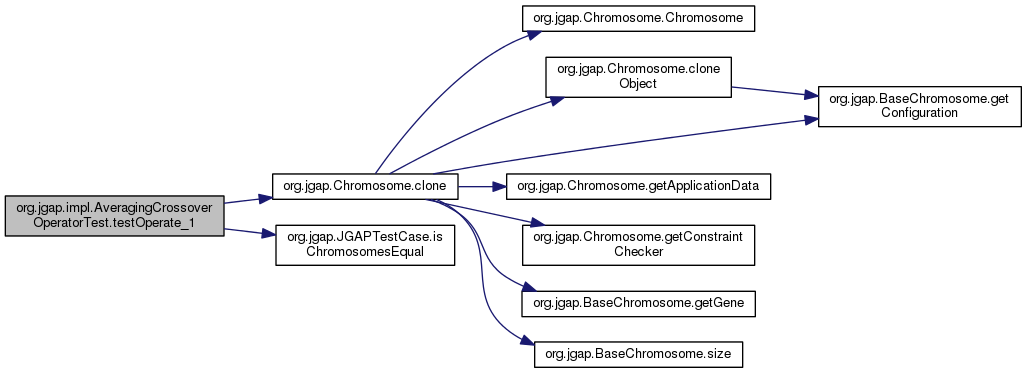 org.jgap.impl.AveragingCrossover
OperatorTest.testOperate_1
org.jgap.Chromosome.clone
org.jgap.JGAPTestCase.is
ChromosomesEqual
org.jgap.Chromosome.Chromosome
org.jgap.Chromosome.clone
Object
org.jgap.BaseChromosome.get
Configuration
org.jgap.Chromosome.getApplicationData
org.jgap.Chromosome.getConstraint
Checker
org.jgap.BaseChromosome.getGene
org.jgap.BaseChromosome.size